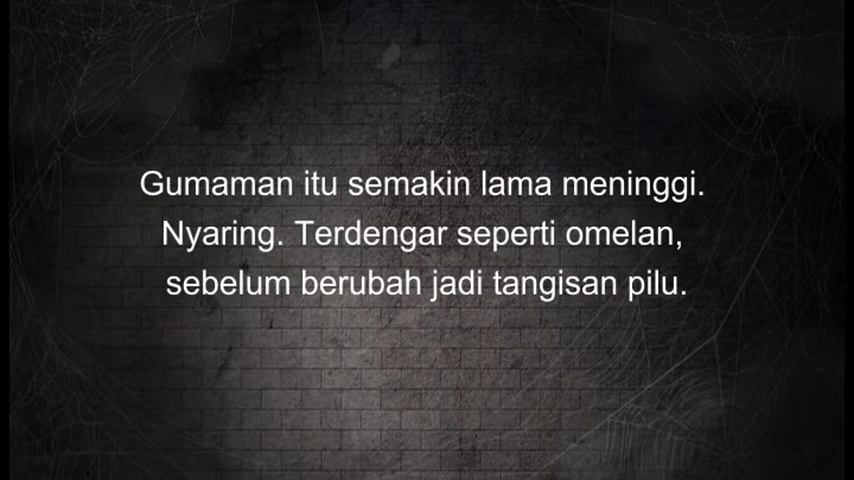 Gumaman itu semakin lama meninggi.
Nyaring. Terdengar seperti omelan,
sebelum berubah jadi tangisan pilu.